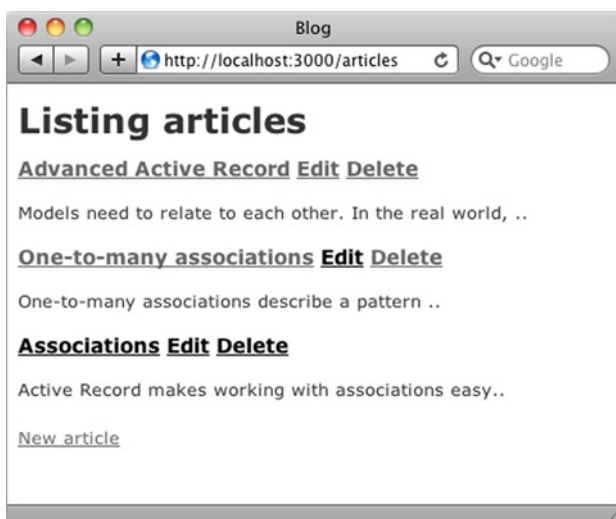 Blog
http://localhost:3000/articles
Google
Listing articles
Advanced Active Record Edit Delete
Models need to relate to each other. In the real world, ..
One-to-many associations Edit Delete
One-to-many associations describe a pattern ..
Associations Edit Delete
Active Record makes working with associations easy..
New article